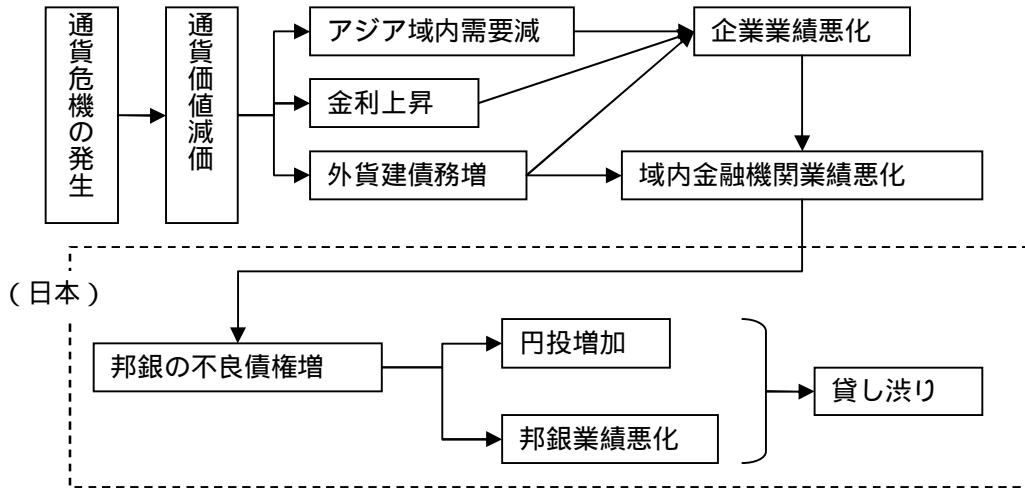 通貨危機の発生
通貨価値減価
アジア域内需要減
金利上昇
外貨建債務増
企業業績悪化
域内金融機関業績悪化
（日本）
邦銀の不良債権増
円投増加
邦銀業績悪化
貸し渋り